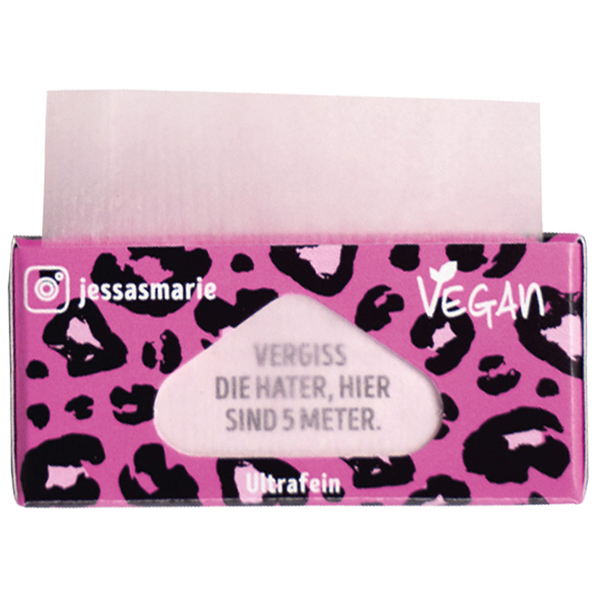 jessasmarie
VEGAN
VERGISS
DIE HATER, HIER
SIND 5 METER.
Ultrafein